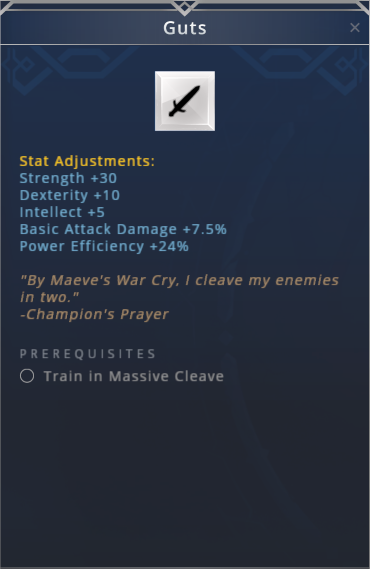 Guts
Stat Adjustments:
Strength +30
Dexterity +10
Intellect +5
Basic Attack Damage +7.5%
Power Efficiency +24%
"By Maeve's War Cry, I cleave my enemies
in two."
-Champion's Prayer
PREREQUISITES
Train in Massive Cleave